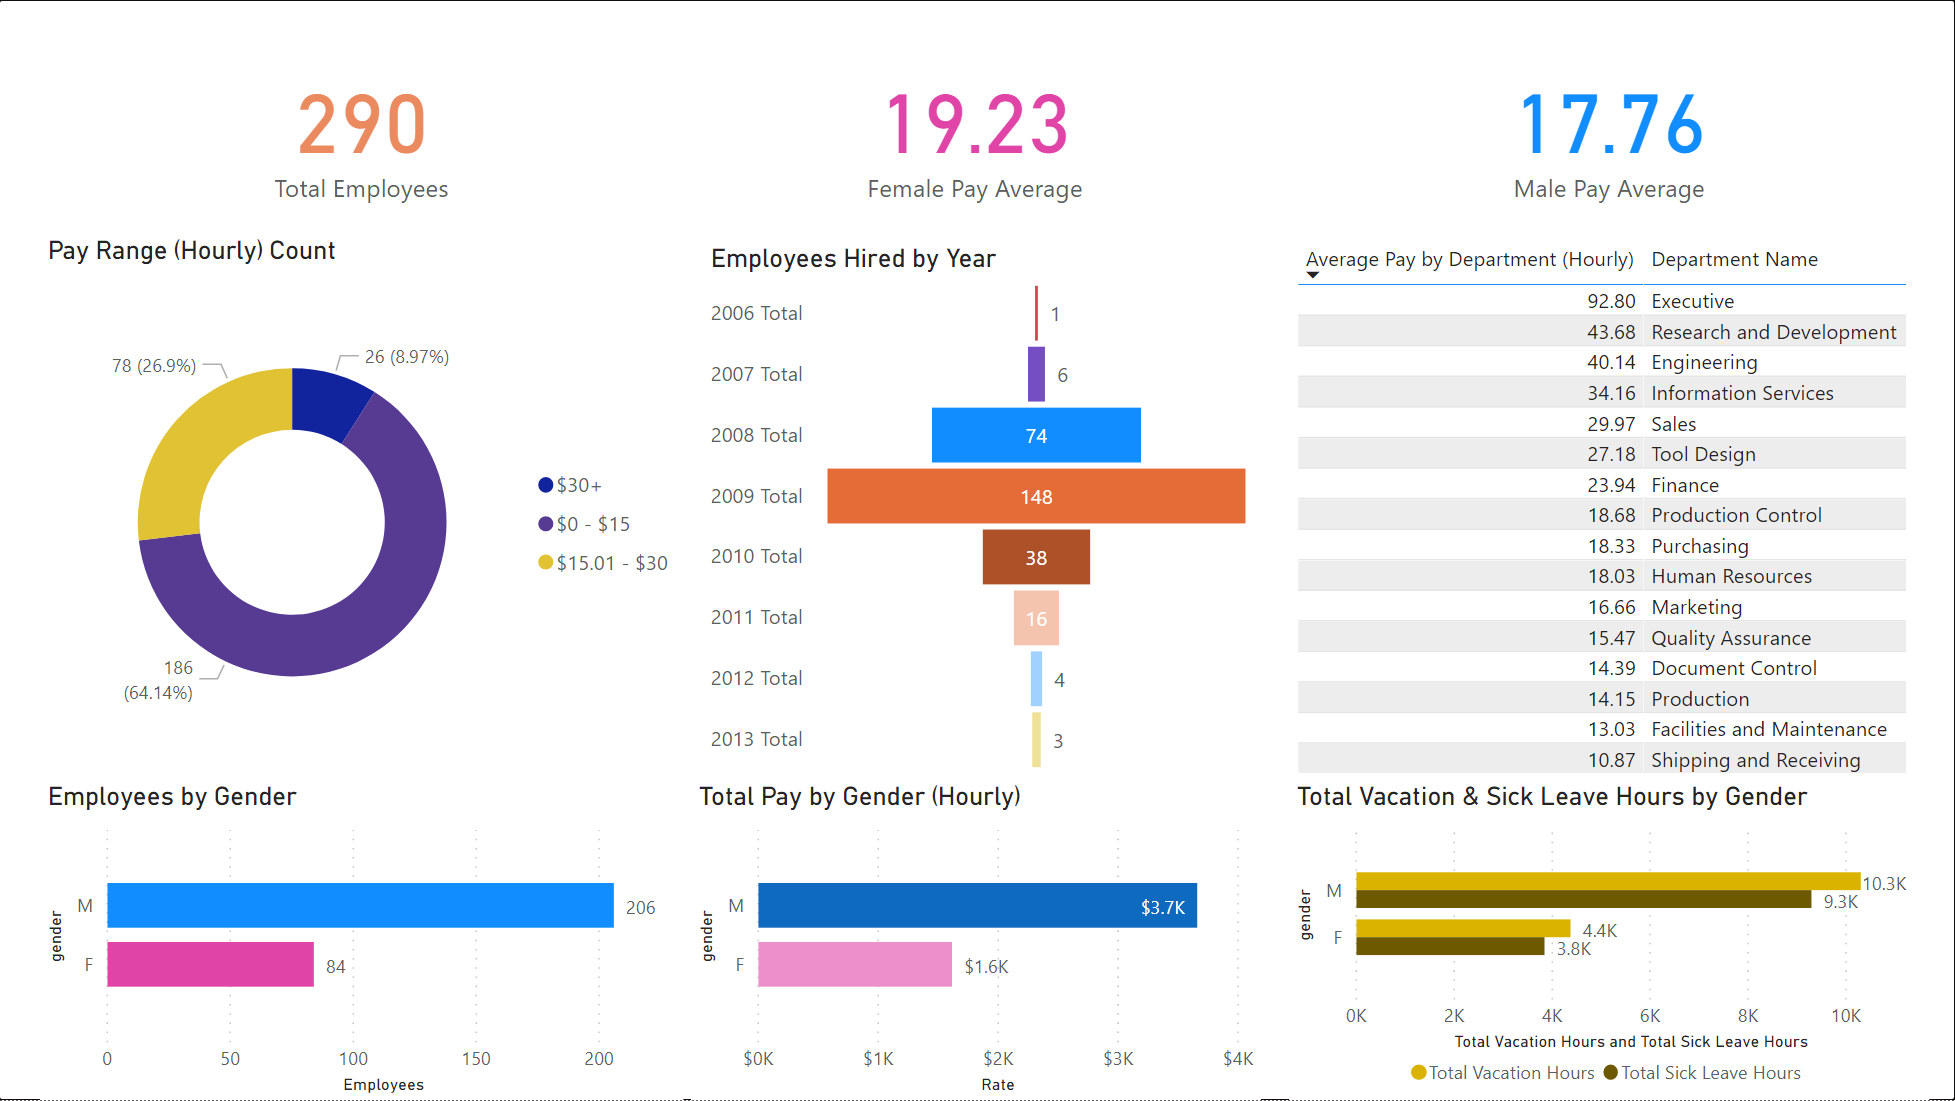 290
Total Employees
19.23
Female Pay Average
17.76
Male Pay Average
Pay Range (Hourly) Count
78 (26.9%)
26 (8.97%)
186
(64.14%)
$30+
$0 - $15
$15.01 - $30
Employees Hired by Year
2006 Total 1
2007 Total 6
2008 Total 74
2009 Total 148
2010 Total 38
2011 Total 16
2012 Total 4
2013 Total 3
Average Pay by Department (Hourly) Department Name
92.80 Executive
43.68 Research and Development
40.14 Engineering
34.16 Information Services
29.97 Sales
27.18 Tool Design
23.94 Finance
18.68 Production Control
18.33 Purchasing
18.03 Human Resources
16.66 Marketing
15.47 Quality Assurance
14.39 Document Control
14.15 Production
13.03 Facilities and Maintenance
10.87 Shipping and Receiving
Employees by Gender
gender
M 206
F 84
0 50 100 150 200
Employees
Total Pay by Gender (Hourly)
gender
M $3.7K
F $1.6K
$0K $1K $2K $3K $4K
Rate
Total Vacation & Sick Leave Hours by Gender
gender
M 10.3K
9.3K
F 4.4K
3.8K
0K 2K 4K 6K 8K 10K
Total Vacation Hours and Total Sick Leave Hours
Total Vacation Hours Total Sick Leave Hours